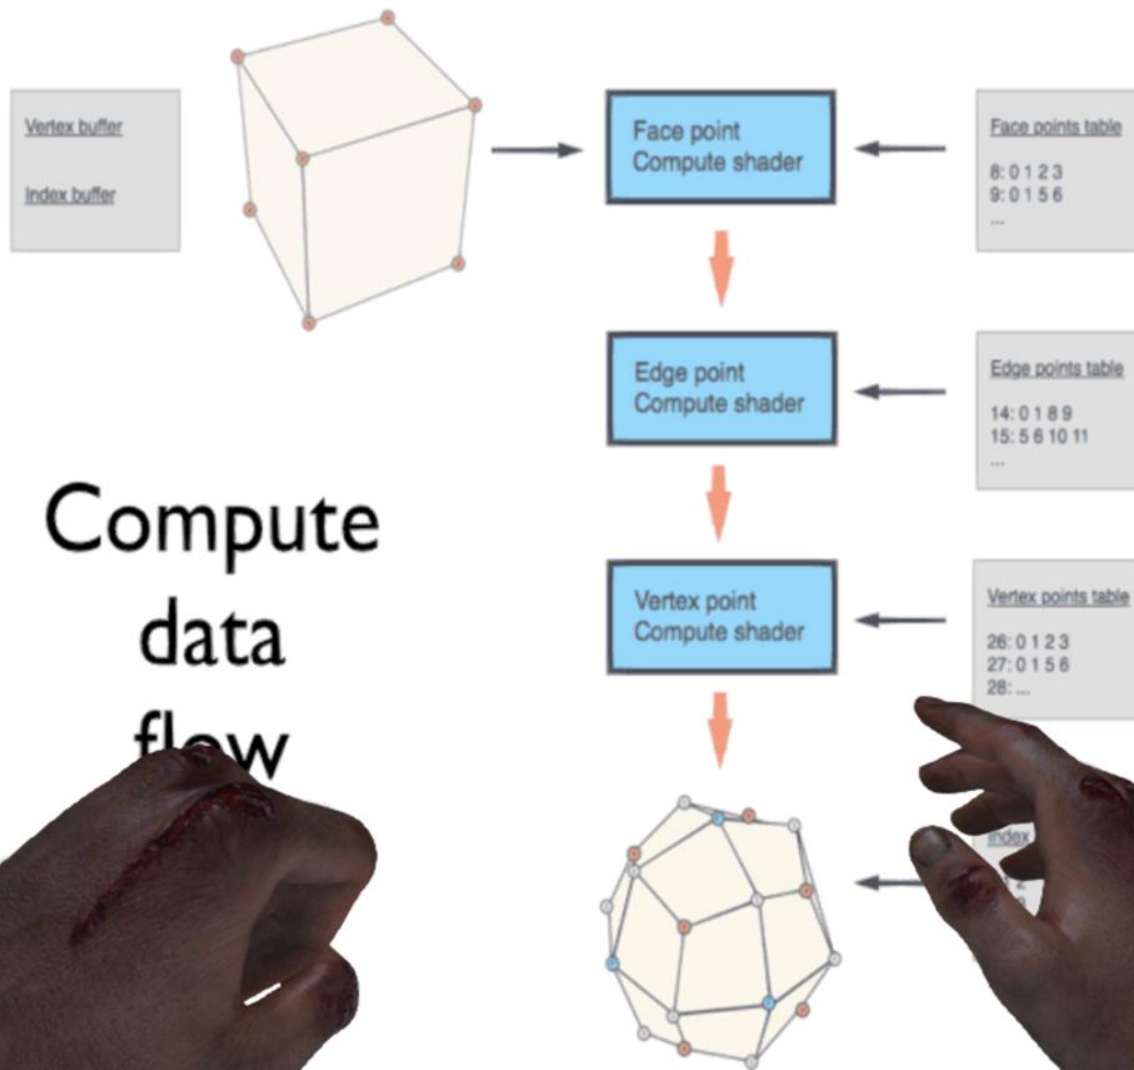 Vertex buffer
Index buffer
Face point
Compute shader
Face points table
8: 0 1 2 3
9: 0 1 5 6
...
Edge point
Compute shader
Edge points table
14: 0 1 8 9
15: 5 6 10 11
...
Compute
data
flow
Vertex point
Compute shader
Vertex points table
26: 0 1 2 3
27: 0 1 5 6
28: ...
Index